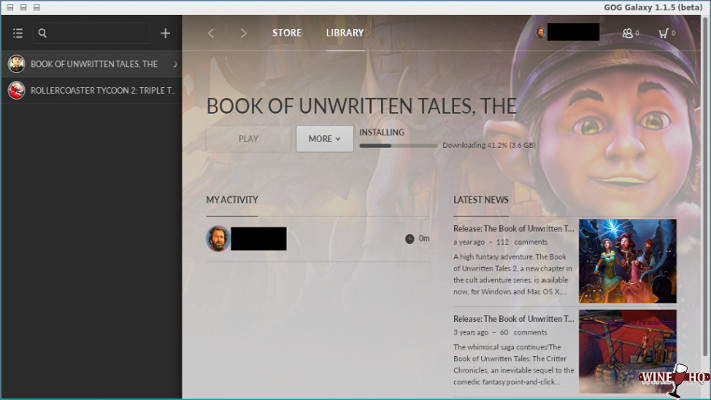 GOG Galaxy 1.1.5 (beta)
STORE
LIBRARY
0
0
BOOK OF UNWRITTEN TALES, THE
ROLLERCOASTER TYCOON 2: TRIPLE T...
BOOK OF UNWRITTEN TALES, THE
PLAY
MORE
INSTALLING
Downloading 41.2% (3.6 GB)
MY ACTIVITY
0m
LATEST NEWS
Release: The Book of Unwritten T...
a year ago – 112 comments
A high funtasy adventure, The Book
of Unwritten Tales 2, a new chapter in
the cult adventure series, is available
now, for Windows and Mac OS X,...
Release: The Book of Unwritten T...
3 years ago – 60 comments
The whimsical saga continues!The
Book of Unwritten Tales: The Critter
Chronicles, an inevitable sequel to the
comedic fantasy point-and-click...
WINE HQ